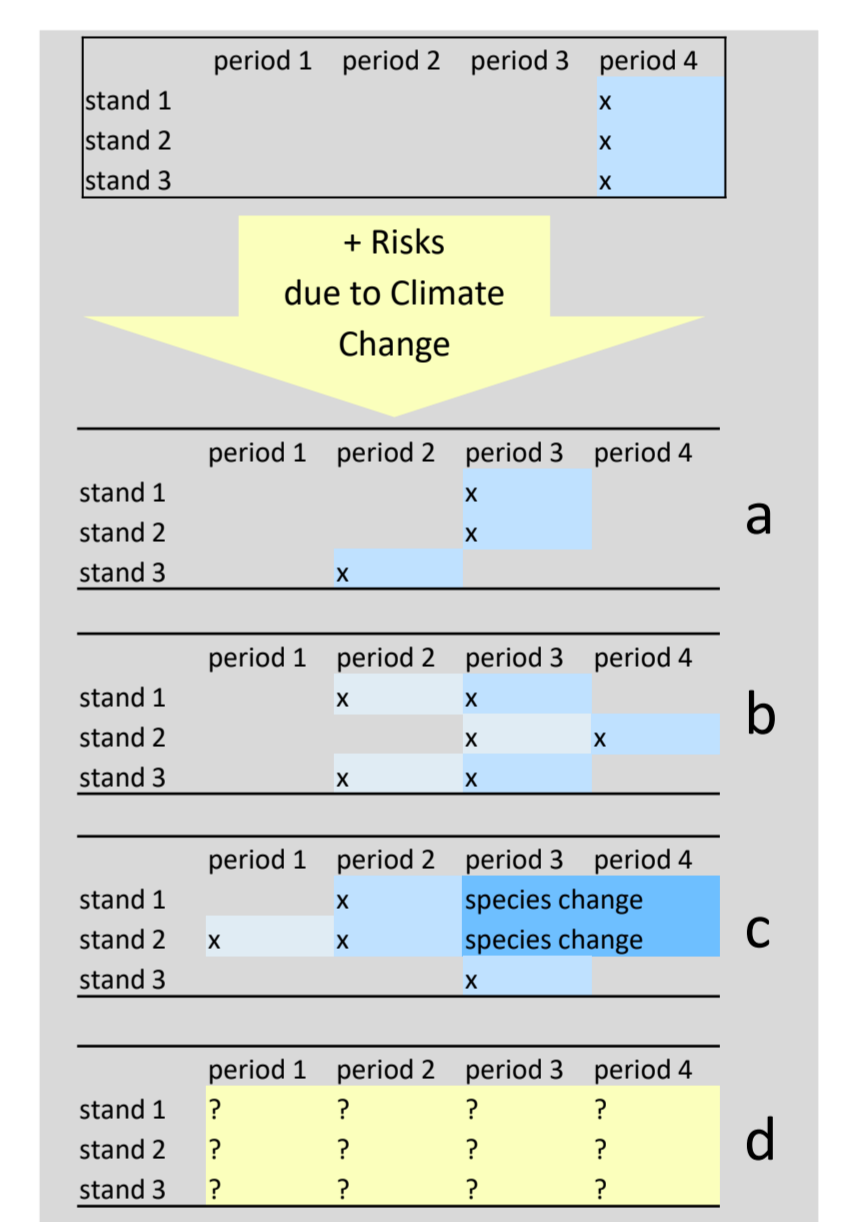 period 1 period 2 period 3 period 4
stand 1 x
stand 2 x
stand 3 x
+ Risks
due to Climate
Change
period 1 period 2 period 3 period 4
stand 1 x
stand 2 x
stand 3 x
a
period 1 period 2 period 3 period 4
stand 1 x x
stand 2 x x
stand 3 x x
b
period 1 period 2 period 3 period 4
stand 1 x species change
stand 2 x x species change
stand 3 x
c
period 1 period 2 period 3 period 4
stand 1 ? ? ? ?
stand 2 ? ? ? ?
stand 3 ? ? ? ?
d